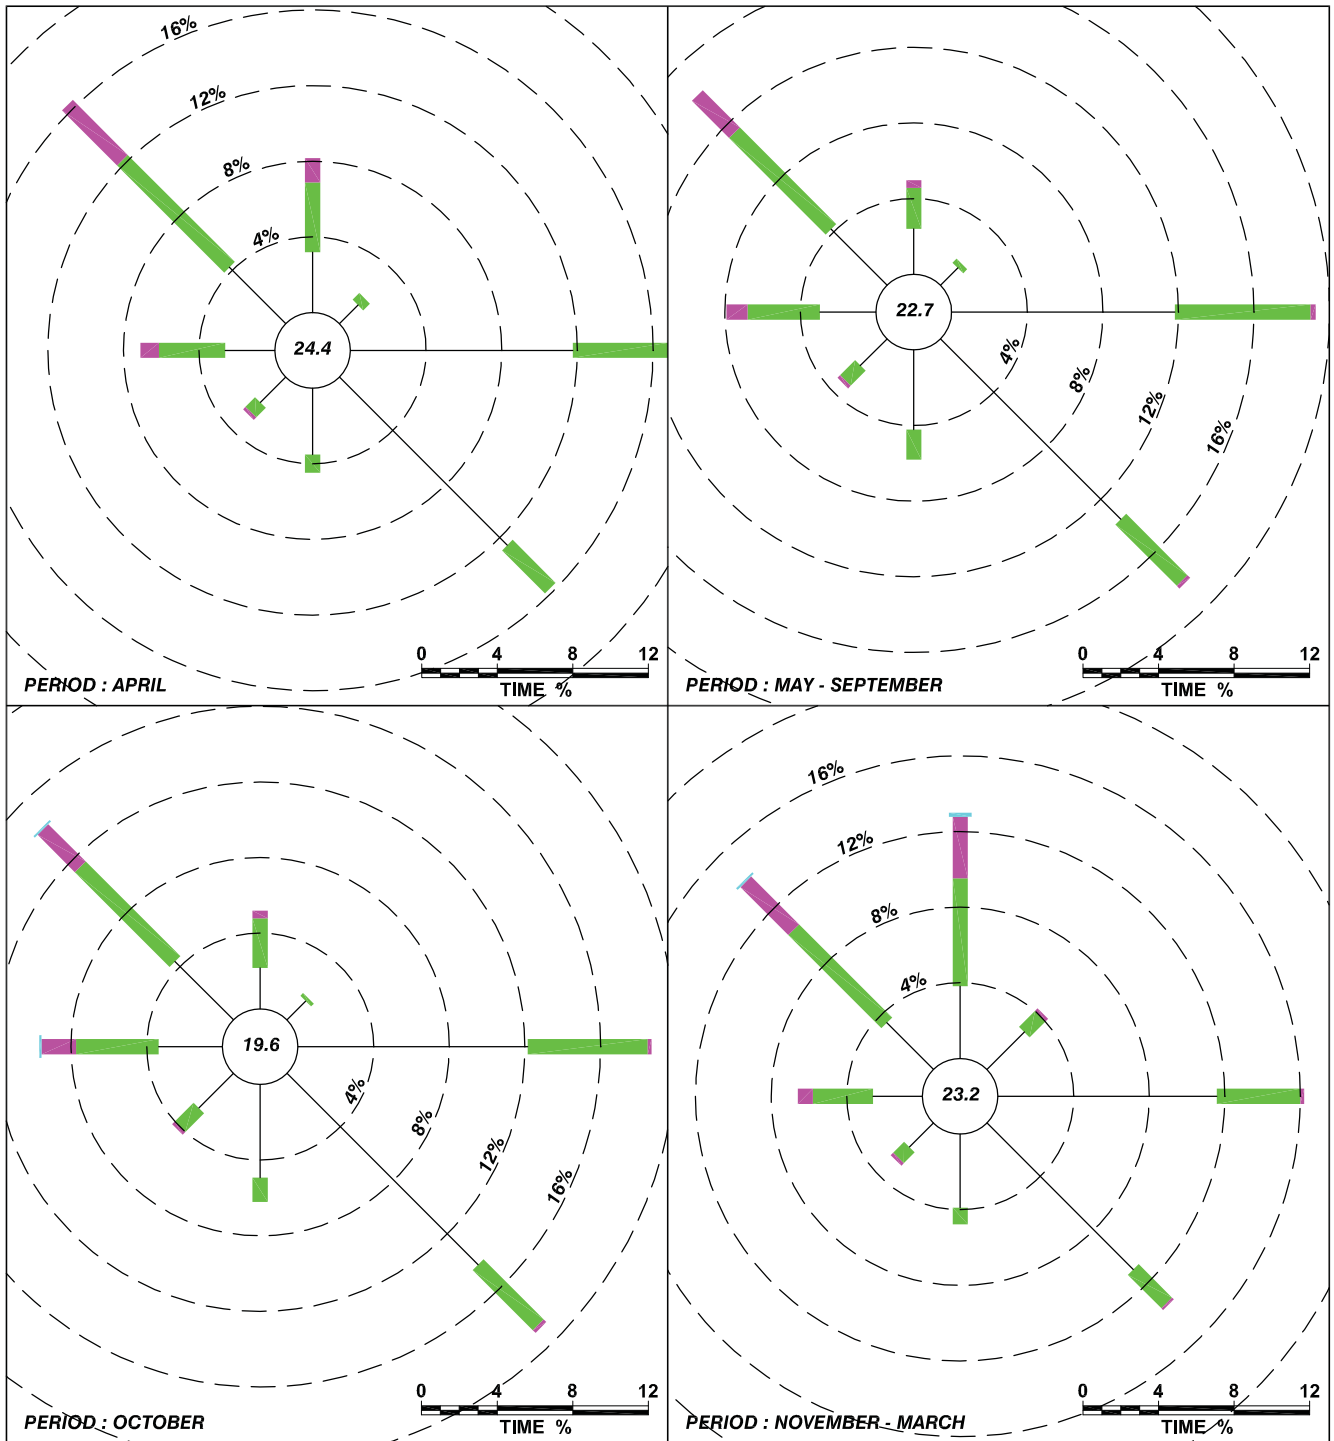 16%
12%
8%
4%
24.4
0 4 8 12
TIME %
PERIOD : APRIL
22.7
4%
8%
12%
16%
0 4 8 12
TIME %
PERIOD : MAY - SEPTEMBER
19.6
4%
8%
12%
16%
0 4 8 12
TIME %
PERIOD : OCTOBER
16%
12%
8%
4%
23.2
0 4 8 12
TIME %
PERIOD : NOVEMBER - MARCH